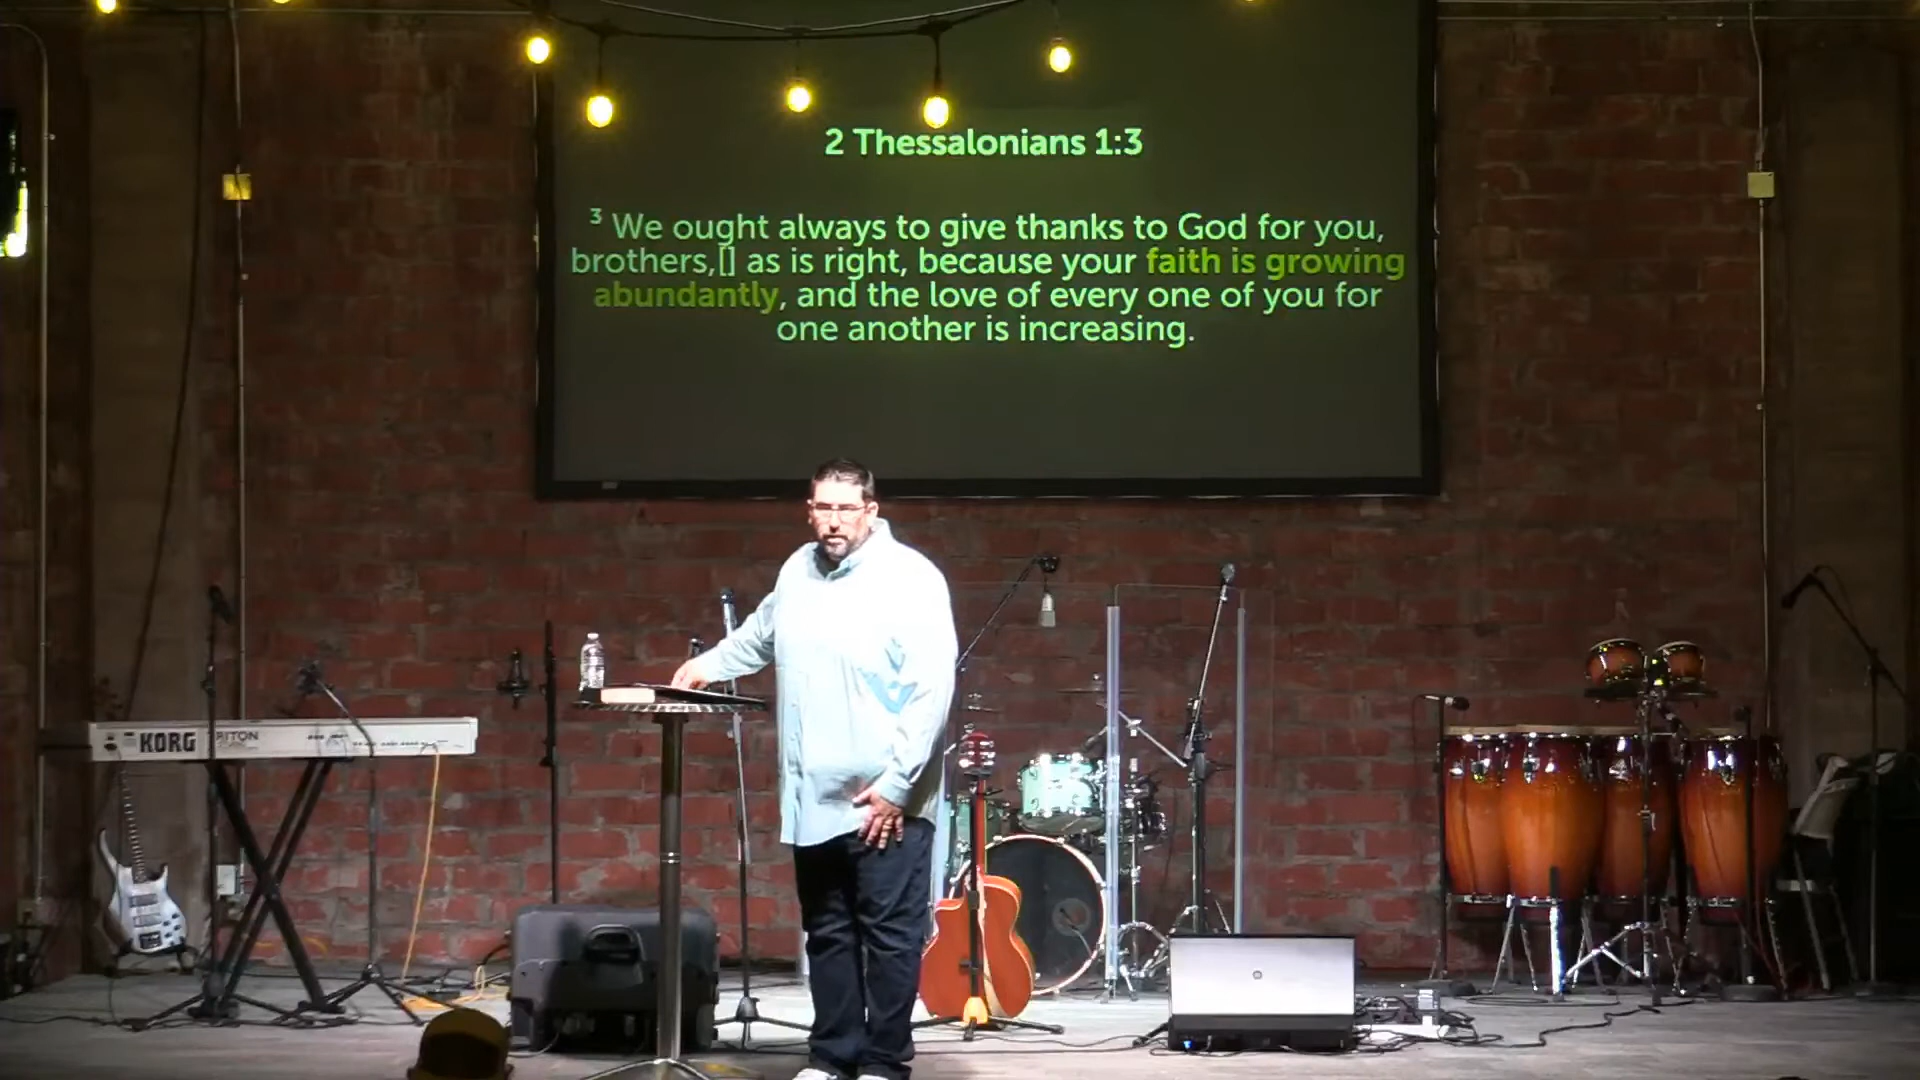 2 Thessalonians 1:3
3 We ought always to give thanks to God for you,
brothers,[] as is right, because your faith is growing
abundantly, and the love of every one of you for
one another is increasing.
KORG TRITON